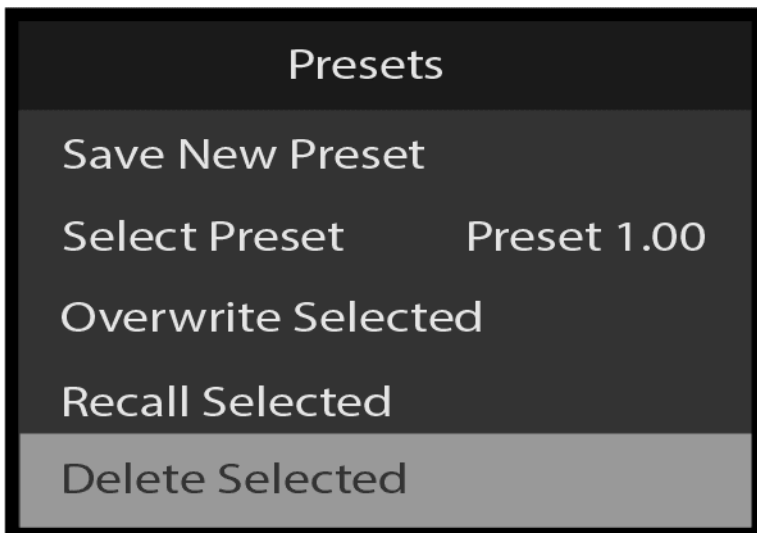 Presets
Save New Preset
Select Preset Preset 1.00
Overwrite Selected
Recall Selected
Delete Selected